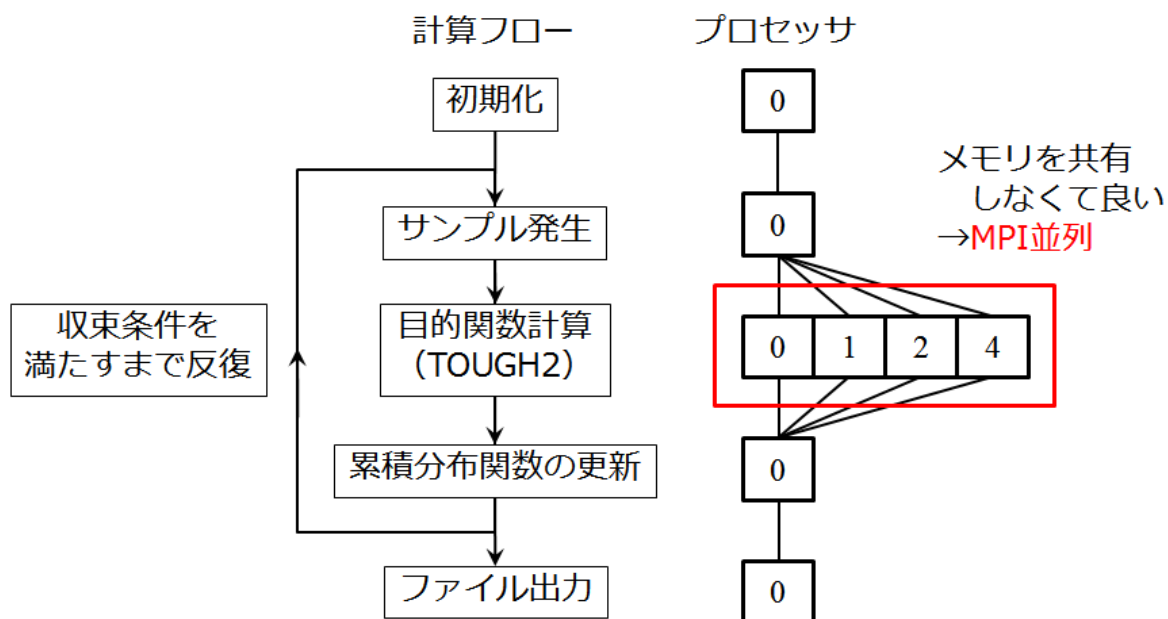 計算フロー
プロセッサ
初期化
0
メモリを共有
しなくて良い
→MPI並列
サンプル発生
0
収束条件を
満たすまで反復
目的関数計算
（TOUGH2）
0 1 2 4
累積分布関数の更新
0
ファイル出力
0